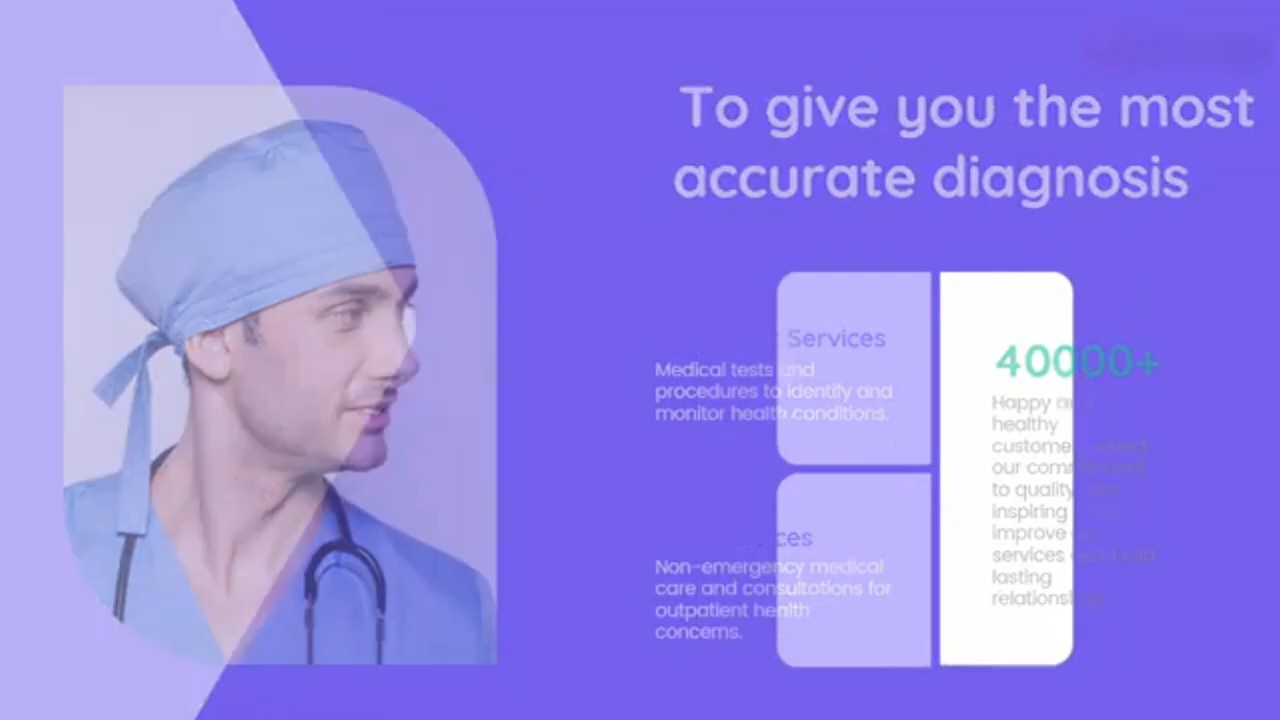 To give you the most
accurate diagnosis
Services
Medical tests and
procedures to identify and
monitor health conditions.
Non-emergency medical
care and consultations for
outpatient health
concerns.
40000+
Happy
healthy
our
to quality
inspiring
improve
services
lasting